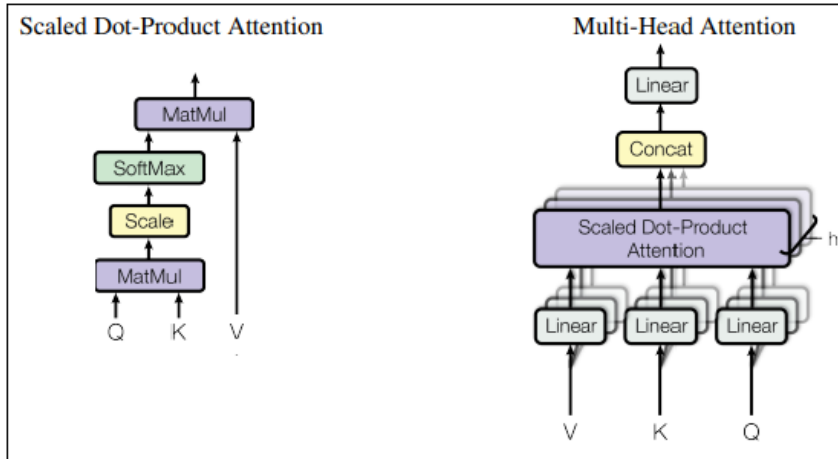 Scaled Dot-Product Attention
MatMul
SoftMax
Scale
MatMul
Q K V
Multi-Head Attention
Linear
Concat
Scaled Dot-Product
Attention
h
Linear Linear Linear
V K Q